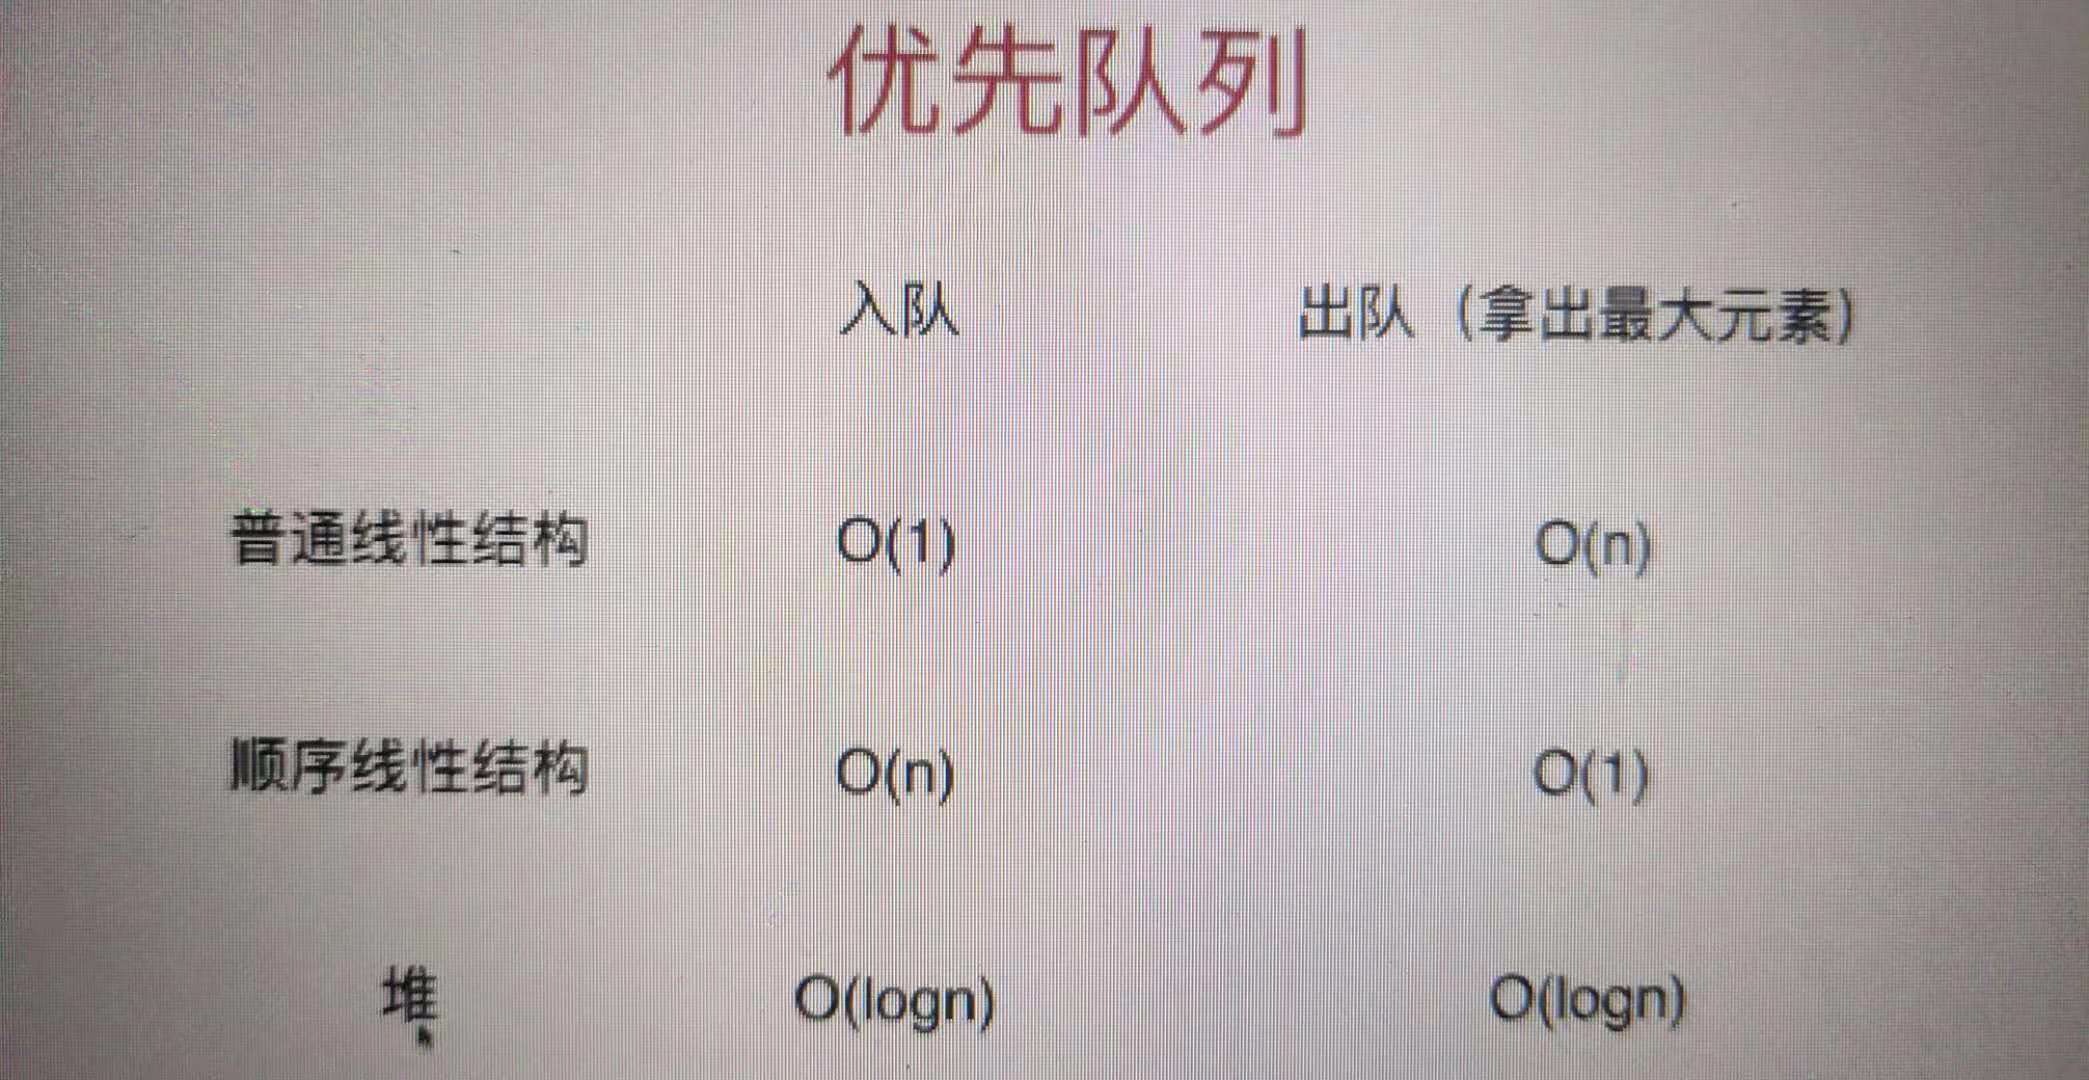 优先队列
入队 出队（拿出最大元素）
普通线性结构 O(1) O(n)
顺序线性结构 O(n) O(1)
堆 O(logn) O(logn)